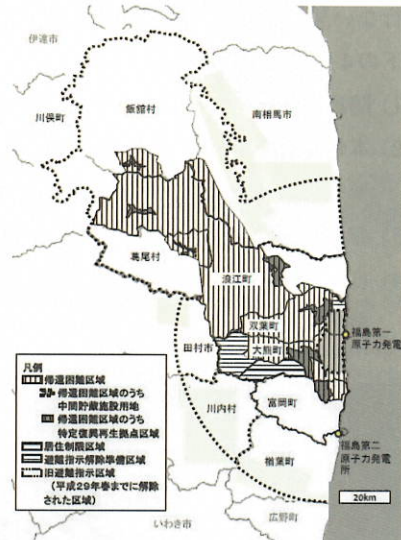 伊達市
飯舘村
川俣町
南相馬市
葛尾村
浪江町
双葉町
田村市
大熊町
福島第一
原子力発電
川内村
富岡町
楢葉町
福島第二
原子力発電
所
いわき市
広野町
20km
凡例
帰還困難区域
帰還困難区域のうち
中間貯蔵施設用地
帰還困難区域のうち
特定復興再生拠点区域
居住制限区域
避難指示解除準備区域
旧避難指示区域
(平成29年春までに解除
された区域)